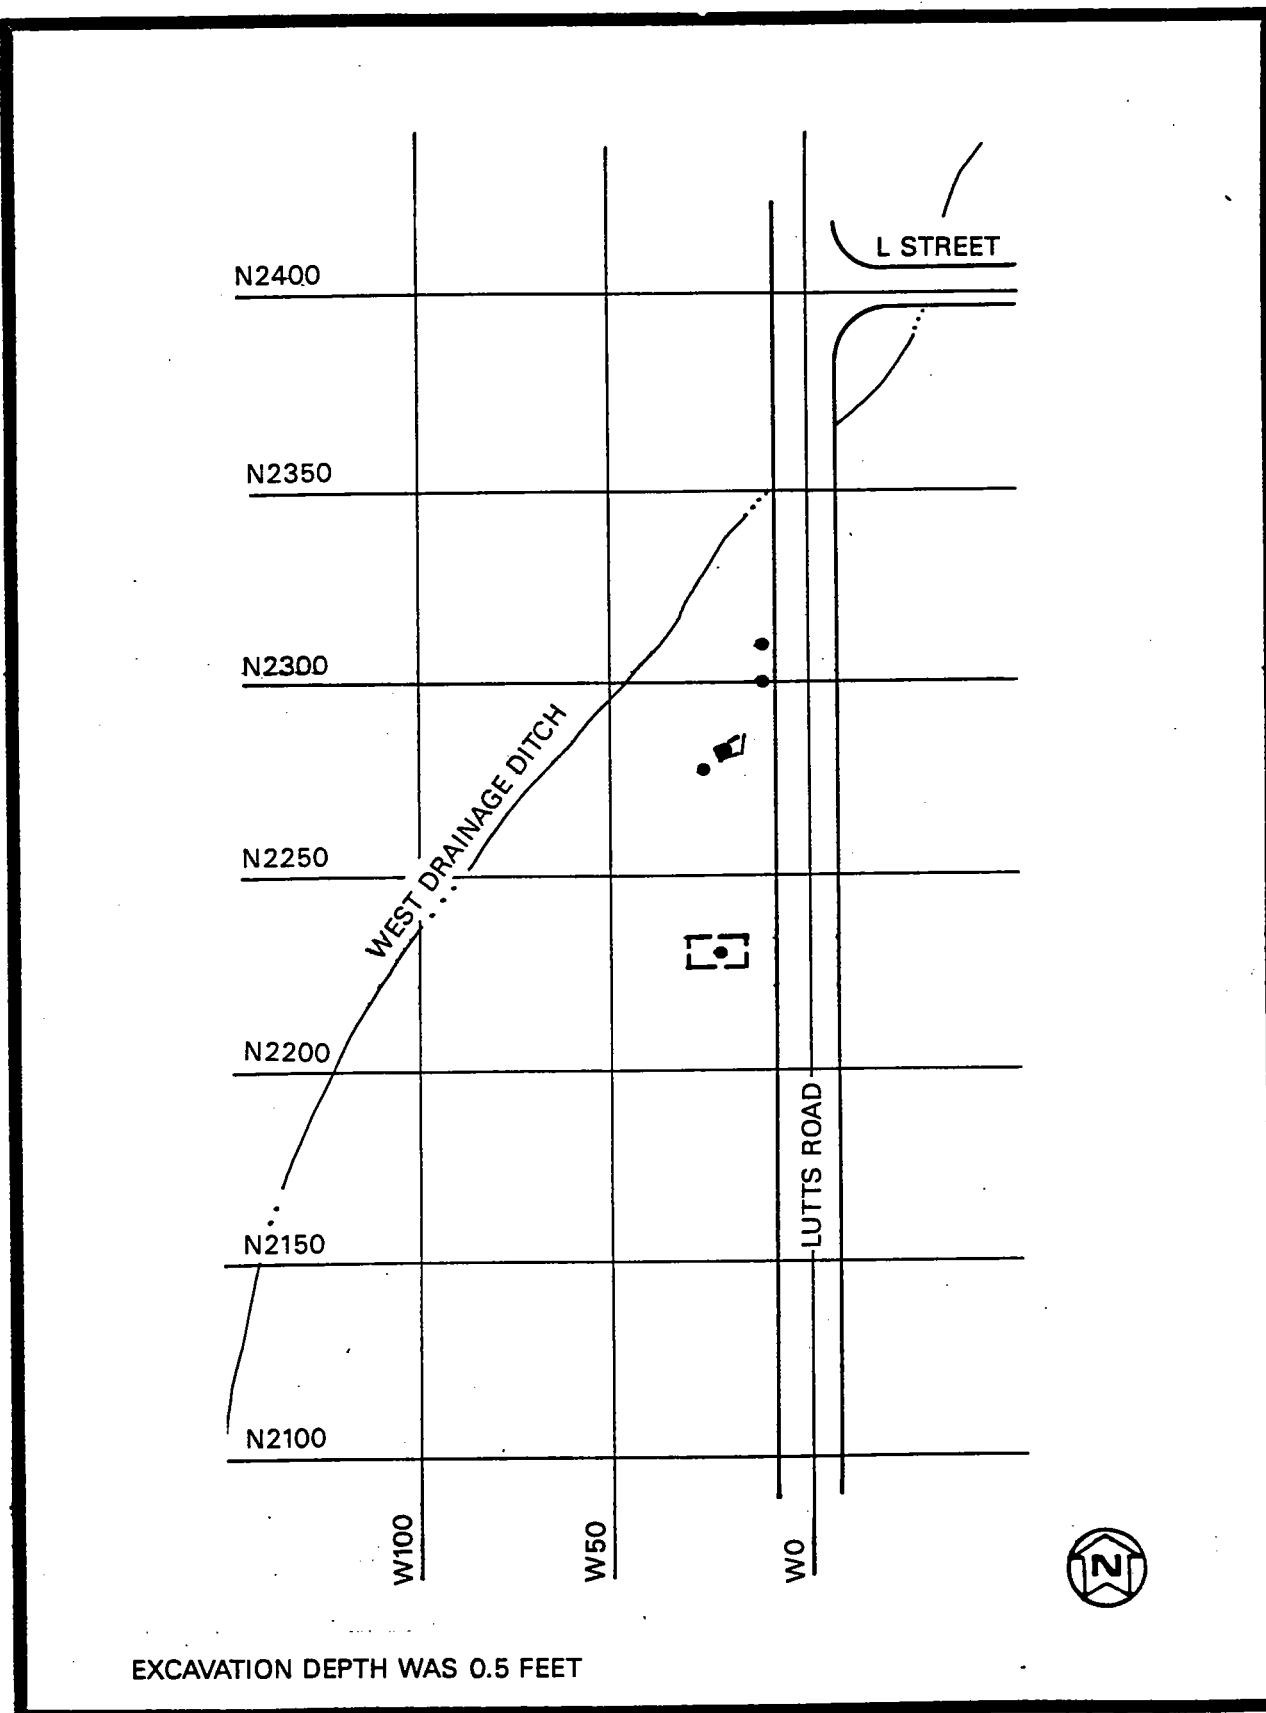 L STREET
N2400
N2350
N2300
WEST DRAINAGE DITCH
N2250
N2200
LUTTS ROAD
N2150
N2100
W100
W50
W0
N
EXCAVATION DEPTH WAS 0.5 FEET